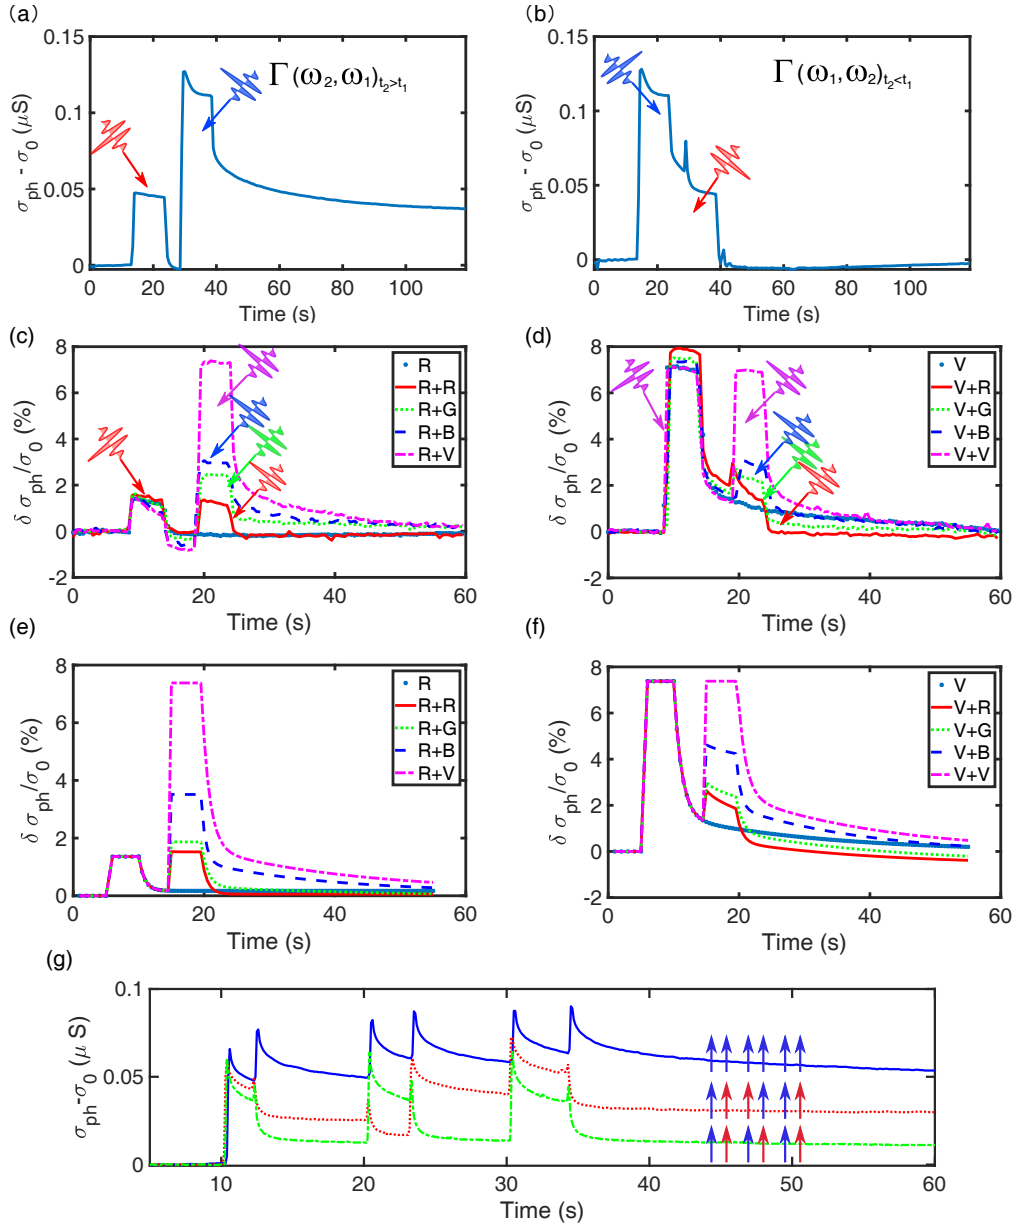 (a)
(b)
0.15
0.1
0.05
0
σph - σ0 (μS)
Γ (ω2, ω1)t2>t1
0 20 40 60 80 100
Time (s)
0.15
0.1
0.05
0
σph - σ0 (μS)
Γ (ω1, ω2)t2<t1
0 20 40 60 80 100
Time (s)
(c)
(d)
8
6
4
2
0
-2
δ σph/σ0 (%)
R
R+R
R+G
R+B
R+V
0 20 40 60
Time (s)
8
6
4
2
0
-2
δ σph/σ0 (%)
V
V+R
V+G
V+B
V+V
0 20 40 60
Time (s)
(e)
(f)
8
6
4
2
0
δ σph/σ0 (%)
R
R+R
R+G
R+B
R+V
0 20 40 60
Time (s)
8
6
4
2
0
-2
δ σph/σ0 (%)
V
V+R
V+G
V+B
V+V
0 20 40 60
Time (s)
(g)
0.1
0.05
0
σph-σ0 (μ S)
10 20 30 40 50 60
Time (s)